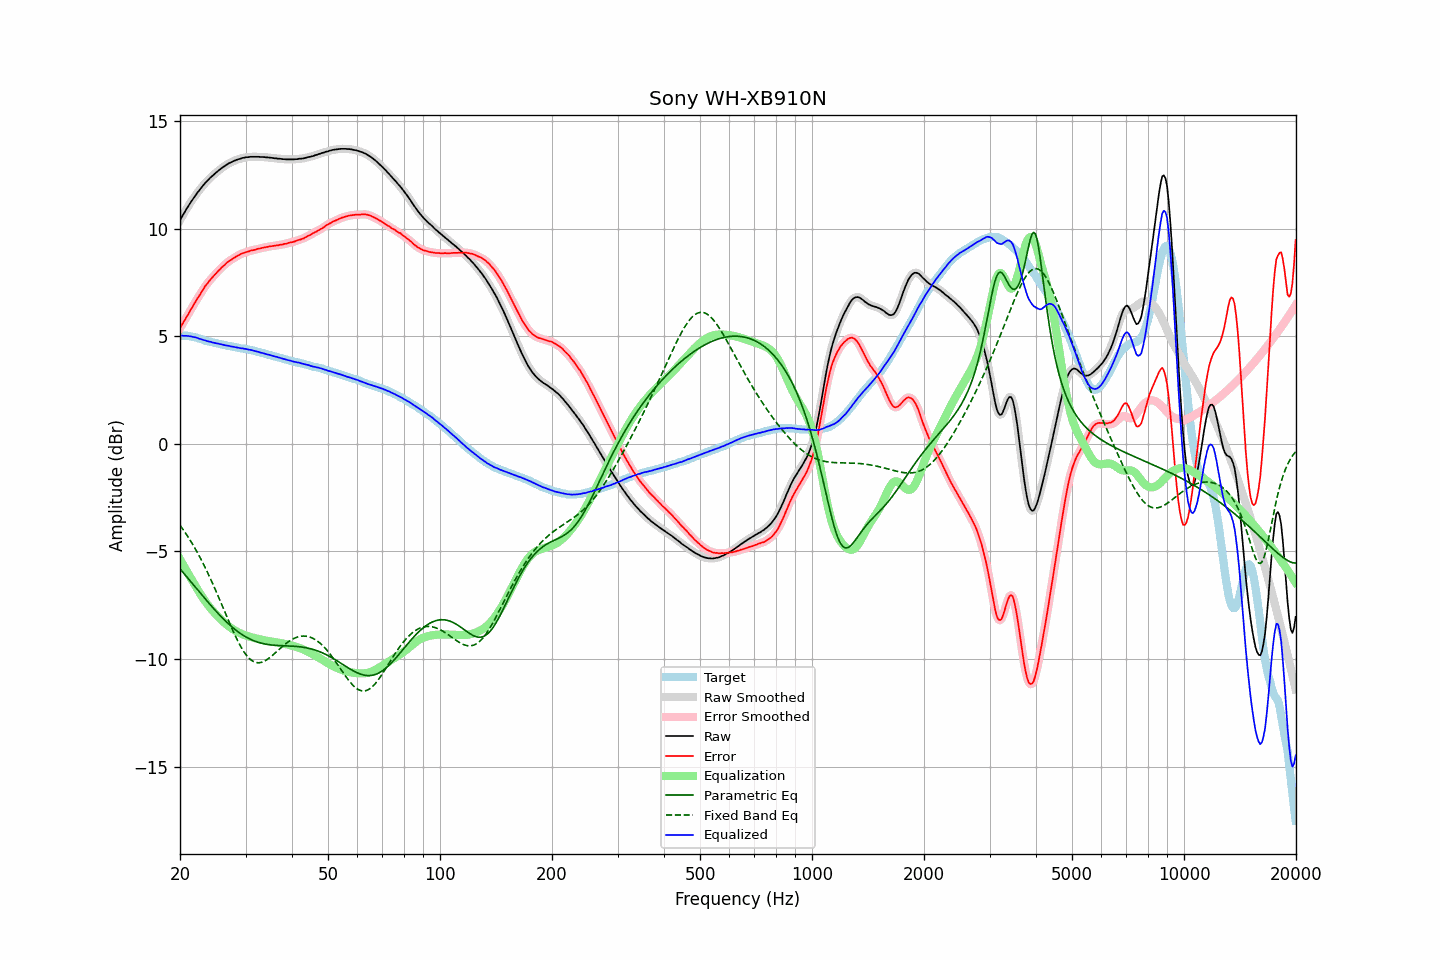 Sony WH-XB910N
Amplitude (dBr)
15
10
5
0
−5
−10
−15
20
50
100
200
500
1000
2000
5000
10000
20000
Frequency (Hz)
Target
Raw Smoothed
Error Smoothed
Raw
Error
Equalization
Parametric Eq
Fixed Band Eq
Equalized